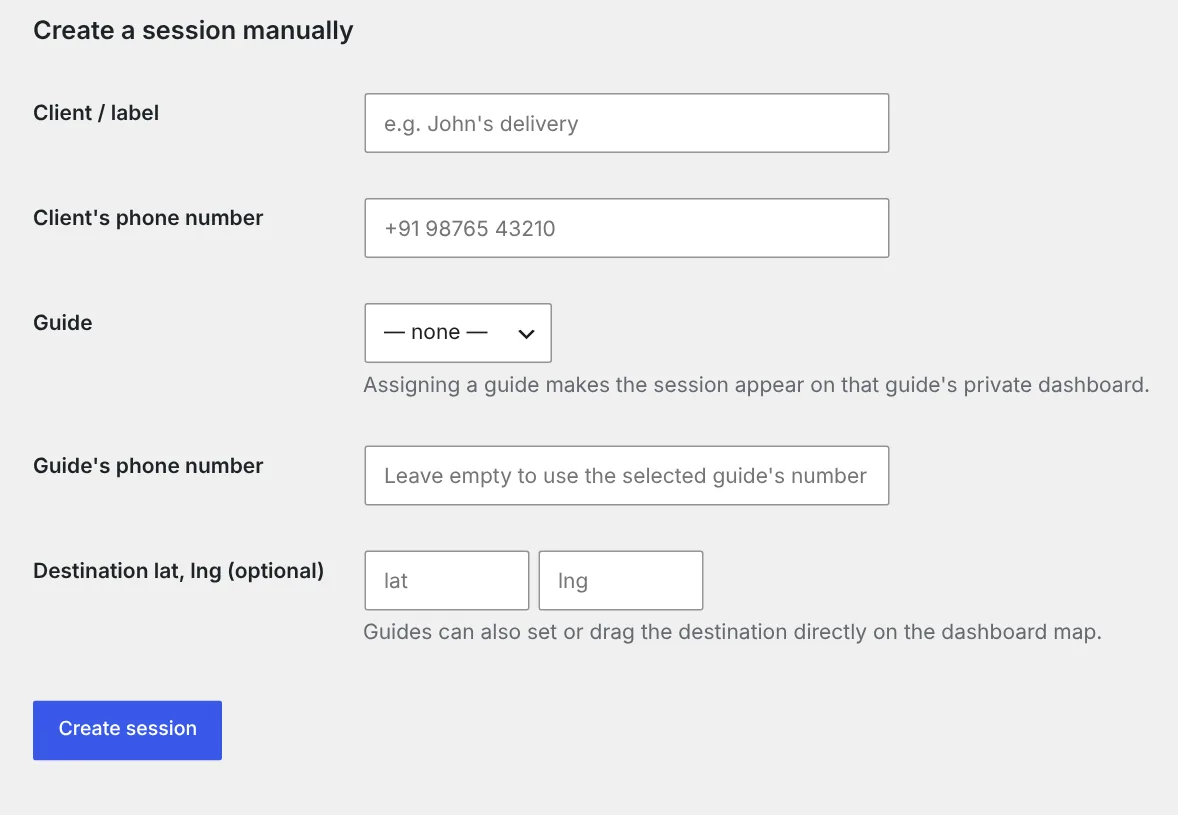 Create a session manually
Client / label
e.g. John's delivery
Client's phone number
+91 98765 43210
Guide
— none —
Assigning a guide makes the session appear on that guide's private dashboard.
Guide's phone number
Leave empty to use the selected guide's number
Destination lat, lng (optional)
lat
lng
Guides can also set or drag the destination directly on the dashboard map.
Create session